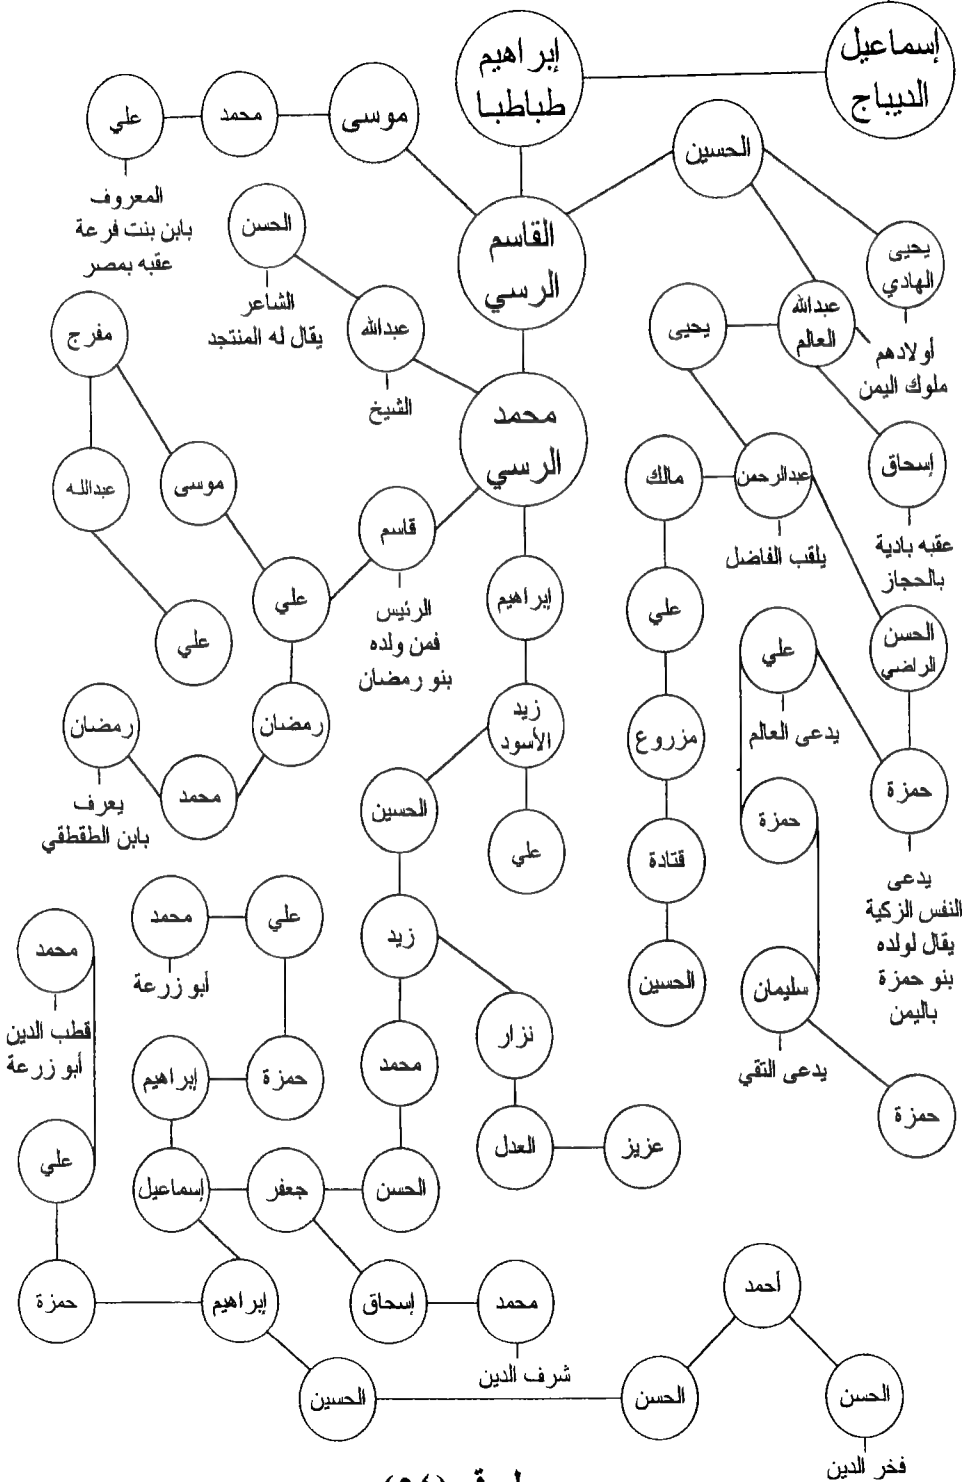 إسماعيل
الديباج
إبراهيم
طباطبا
موسى
محمد
علي
المعروف
بابن بنت فرعة
عقبه بمصر
الحسين
القاسم
الرسي
يحيى
الهادي
أولادهم
ملوك اليمن
عبدالله
العالم
يحيى
الحسن
الشاعر
يقال له المنتجد
عبدالله
الشيخ
محمد
الرسي
إسحاق
عقبه بادية
بالحجاز
عبدالرحمن
يلقب الفاضل
مالك
علي
مزروع
قتادة
الحسين
الحسن
الراضي
حمزة
يدعى
النفس الزكية
يقال لولده
بنو حمزة
باليمن
علي
يدعى العالم
حمزة
سليمان
يدعى التقي
حمزة
قاسم
الرئيس
فمن ولده
بنو رمضان
علي
موسى
مفرج
عبدالله
علي
رمضان
محمد
رمضان
يعرف
بابن الطقطقي
إبراهيم
زيد
الأسود
علي
الحسين
زيد
نزار
العدل
عزيز
محمد
الحسن
جعفر
إسحاق
محمد
شرف الدين
إسماعيل
إبراهيم
حمزة
علي
محمد
أبو زرعة
إبراهيم
حمزة
علي
محمد
قطب الدين
أبو زرعة
الحسين
الحسن
أحمد
الحسن
فخر الدين